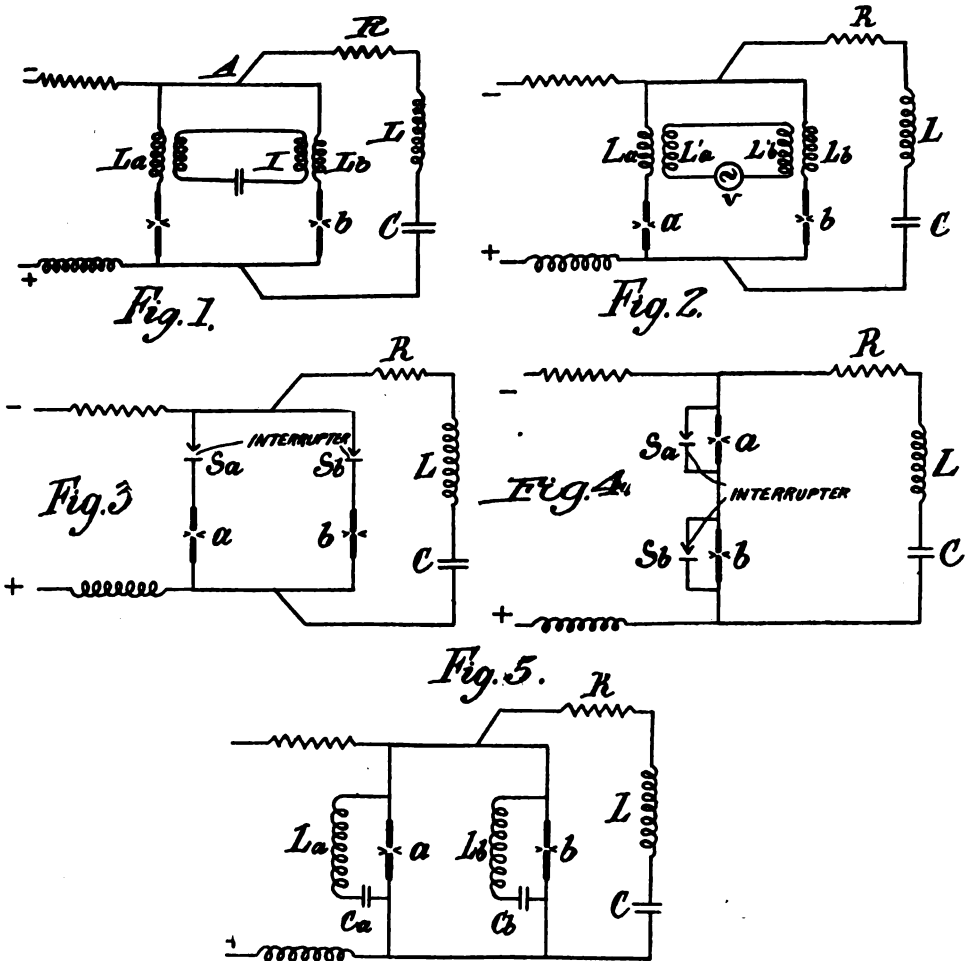 A
R
−
La
I
Lb
L
b
C
+
Fig. 1.
R
−
La
L'a
L'b
Lb
L
v
a
b
C
+
Fig. 2.
R
−
INTERRUPTER
Sa
Sb
L
Fig. 3
a
b
C
+
R
−
a
Sa
L
Fig. 4.
INTERRUPTER
Sb
b
C
+
Fig. 5.
R
La
a
Lb
b
L
Ca
Cb
C
+